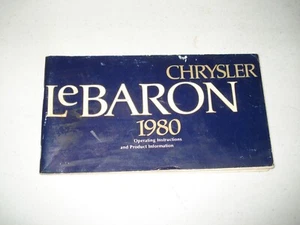 CHRYSLER
LeBARON
1980
Operating Instructions
and Product Information